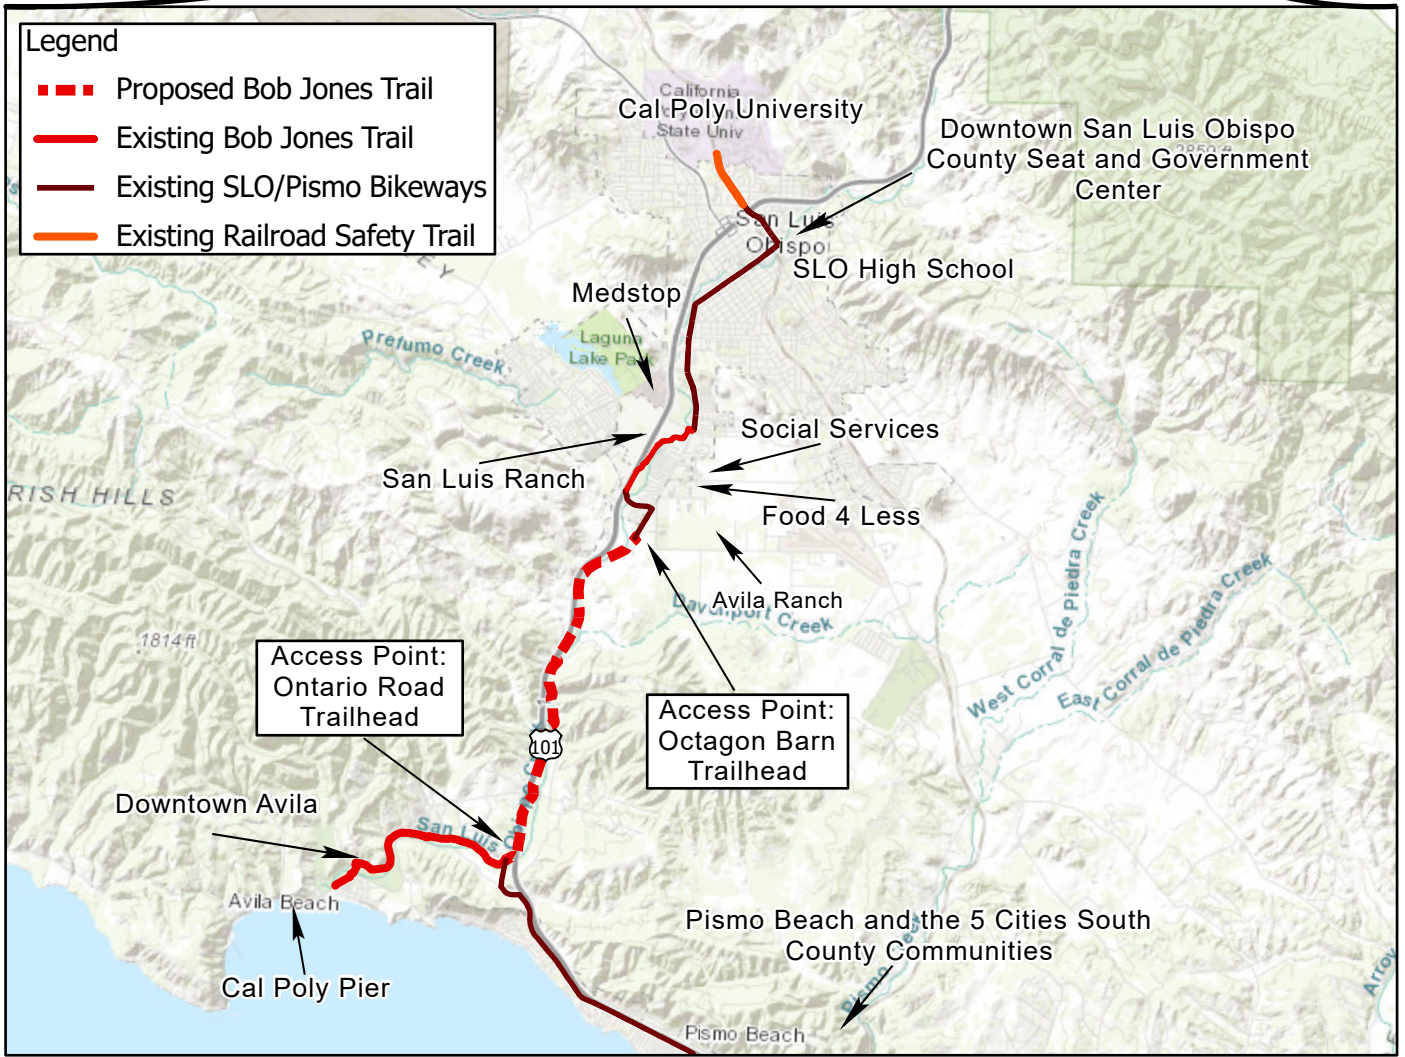 Legend
Proposed Bob Jones Trail
Existing Bob Jones Trail
Existing SLO/Pismo Bikeways
Existing Railroad Safety Trail
California
State Univ
Cal Poly University
Downtown San Luis Obispo
County Seat and Government
Center
2859 ft
San Luis
Obispo
SLO High School
Medstop
Laguna
Lake Park
Prefumo Creek
Social Services
San Luis Ranch
Food 4 Less
RISH HILLS
Avila Ranch
Davenport Creek
West Corral de Piedra Creek
East Corral de Piedra Creek
1814 ft
Access Point:
Ontario Road
Trailhead
Access Point:
Octagon Barn
Trailhead
101
Downtown Avila
San Luis
Avila Beach
Cal Poly Pier
Pismo Beach and the 5 Cities South
County Communities
Pismo Creek
Pismo Beach